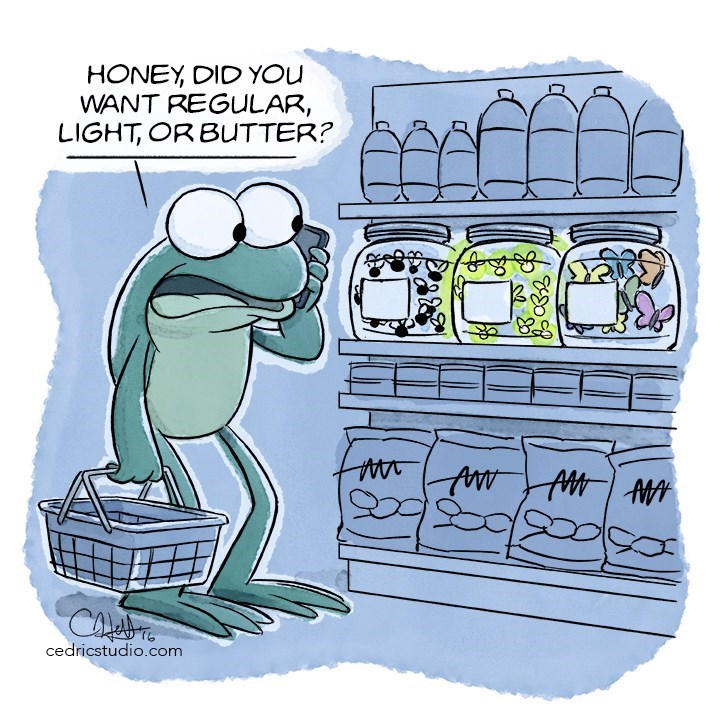 HONEY, DID YOU
WANT REGULAR,
LIGHT, OR BUTTER?
cedricstudio.com